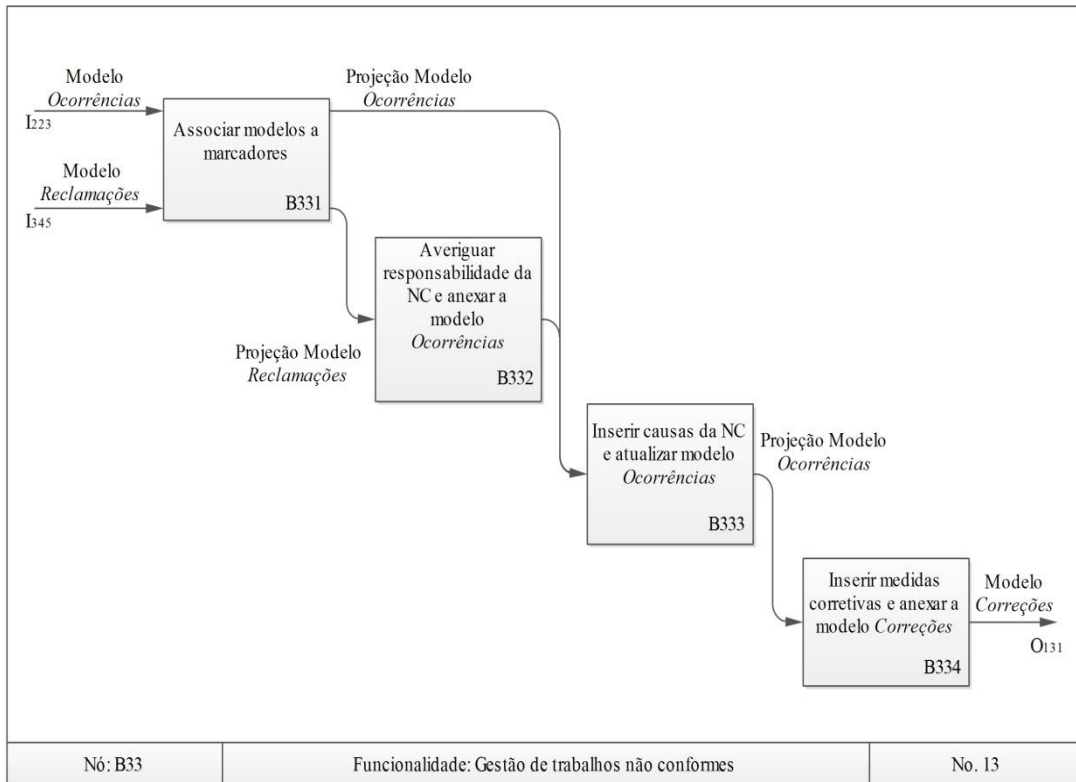 Modelo
Ocorrências
I223
Modelo
Reclamações
I345
Associar modelos a
marcadores
B331
Projeção Modelo
Ocorrências
Averiguar
responsabilidade da
NC e anexar a
modelo
Ocorrências
B332
Projeção Modelo
Reclamações
Inserir causas da NC
e atualizar modelo
Ocorrências
B333
Projeção Modelo
Ocorrências
Inserir medidas
corretivas e anexar a
modelo Correções
B334
Modelo
Correções
O131
Nó: B33
Funcionalidade: Gestão de trabalhos não conformes
No. 13